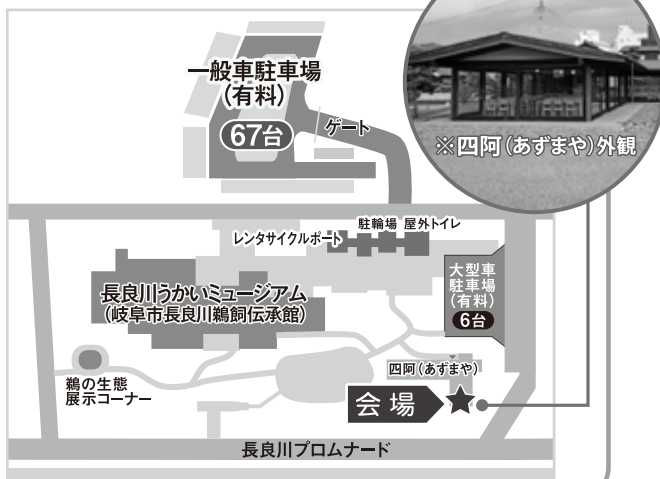 一般車駐車場
(有料)
67台
ゲート
※四阿(あずまや)外観
駐輪場 屋外トイレ
レンタサイクルポート
大型車
駐車場
(有料)
6台
長良川うかいミュージアム
(岐阜市長良川鵜飼伝承館)
四阿(あずまや)
鵜の生態
展示コーナー
会場
長良川プロムナード